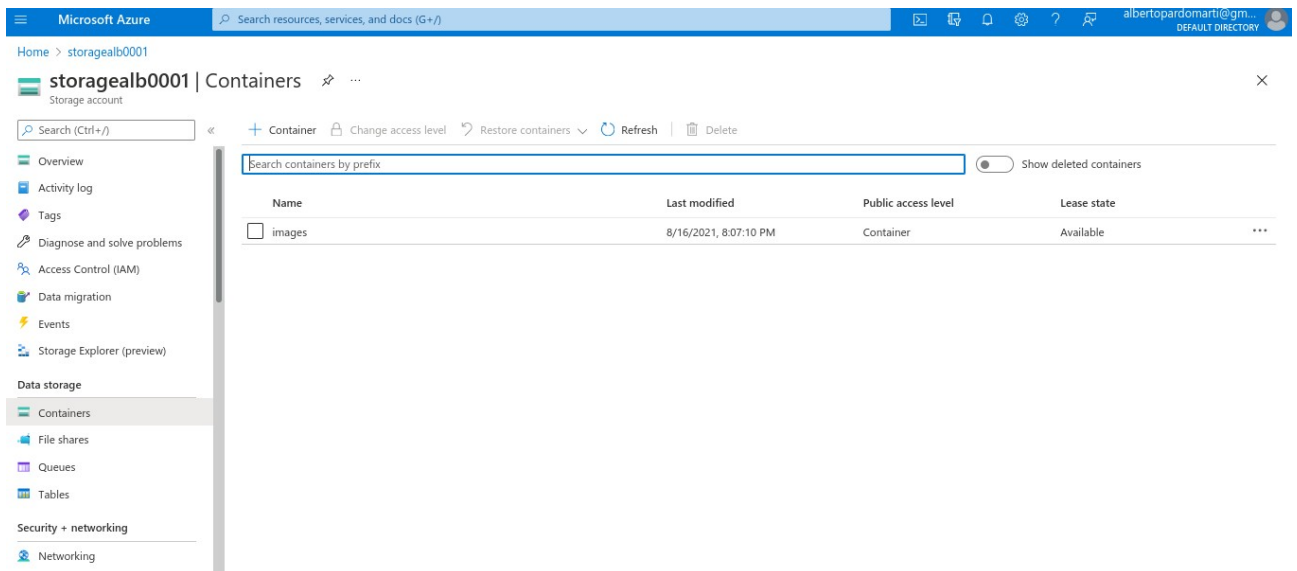 Microsoft Azure
Search resources, services, and docs (G+/)
albertopardomarti@gm...
DEFAULT DIRECTORY
Home > storagealb0001
storagealb0001 | Containers ...
Storage account
Search (Ctrl+/)
«
+ Container
Change access level
Restore containers
Refresh
Delete
Overview
Activity log
Tags
Diagnose and solve problems
Access Control (IAM)
Data migration
Events
Storage Explorer (preview)
Data storage
Containers
File shares
Queues
Tables
Security + networking
Networking
Search containers by prefix
Show deleted containers
Name Last modified Public access level Lease state
images 8/16/2021, 8:07:10 PM Container Available ...